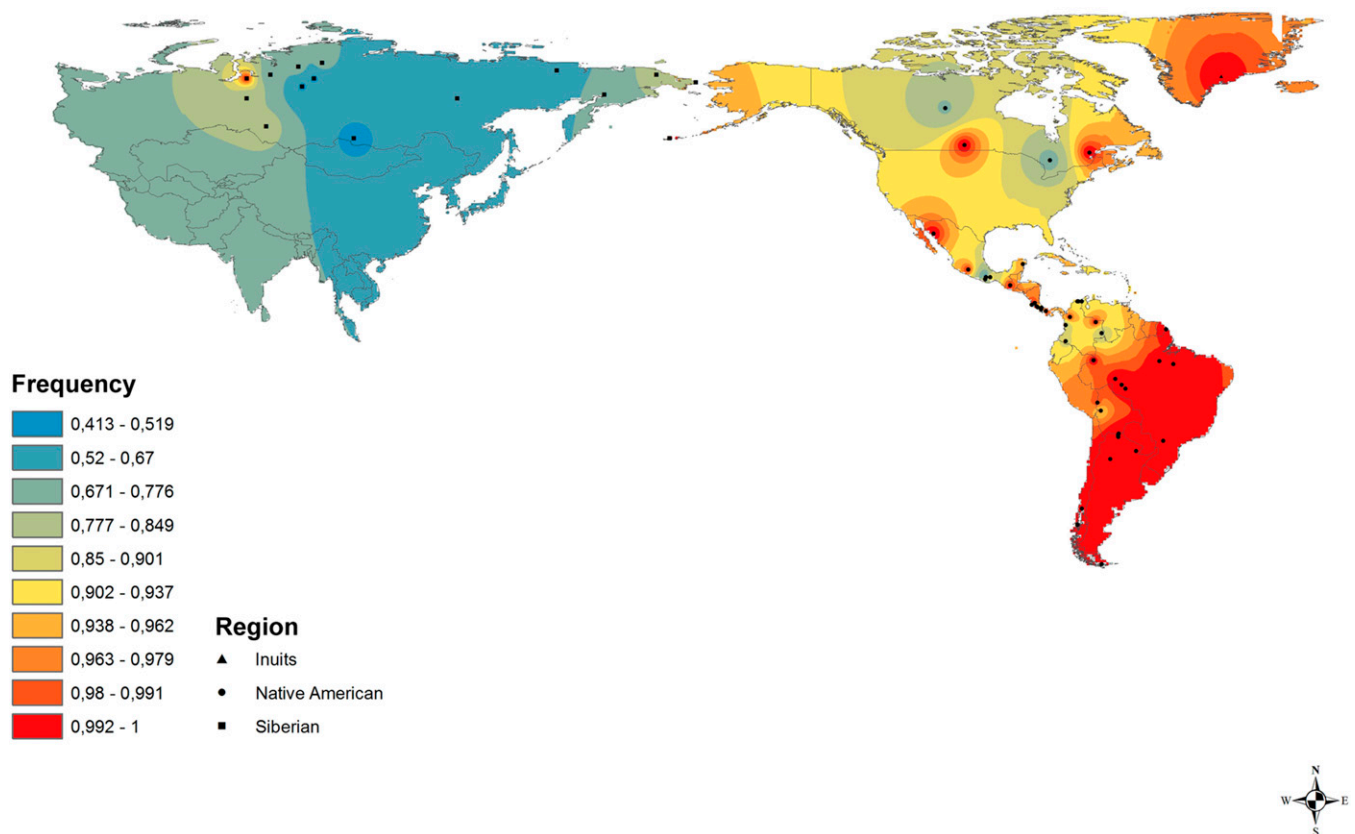 Frequency
0,413 - 0,519
0,52 - 0,67
0,671 - 0,776
0,777 - 0,849
0,85 - 0,901
0,902 - 0,937
0,938 - 0,962
0,963 - 0,979
0,98 - 0,991
0,992 - 1
Region
Inuits
Native American
Siberian
N
W E
S